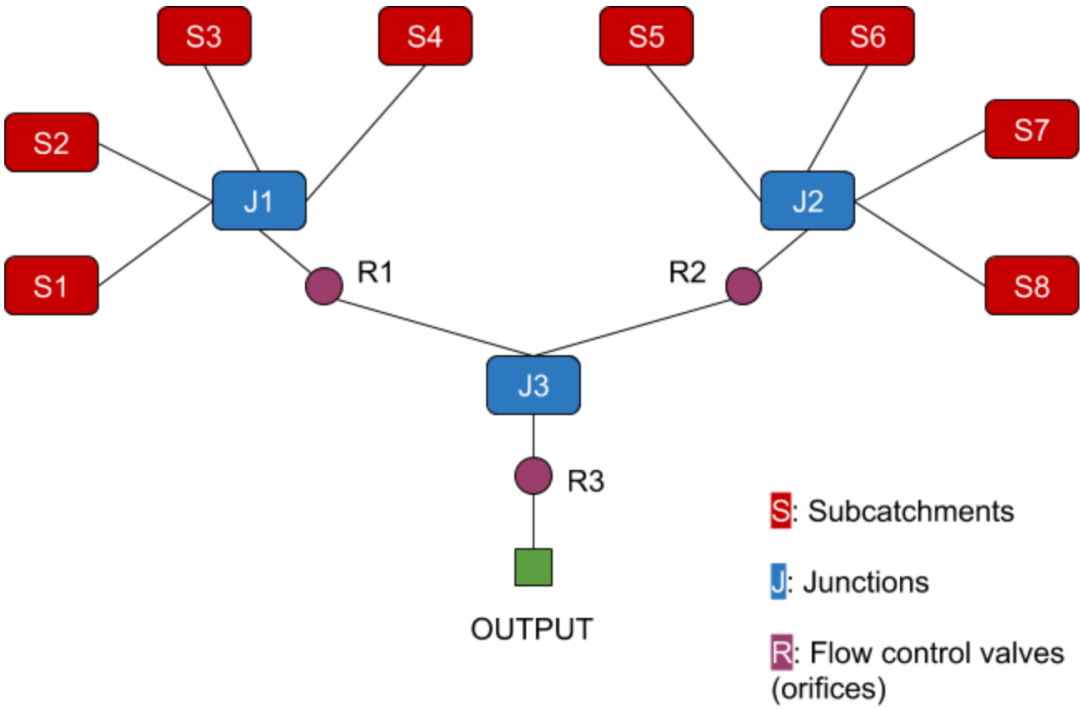 S3
S4
S5
S6
S2
S7
J1
J2
S1
R1
R2
S8
J3
R3
S: Subcatchments
J: Junctions
OUTPUT
R: Flow control valves
(orifices)